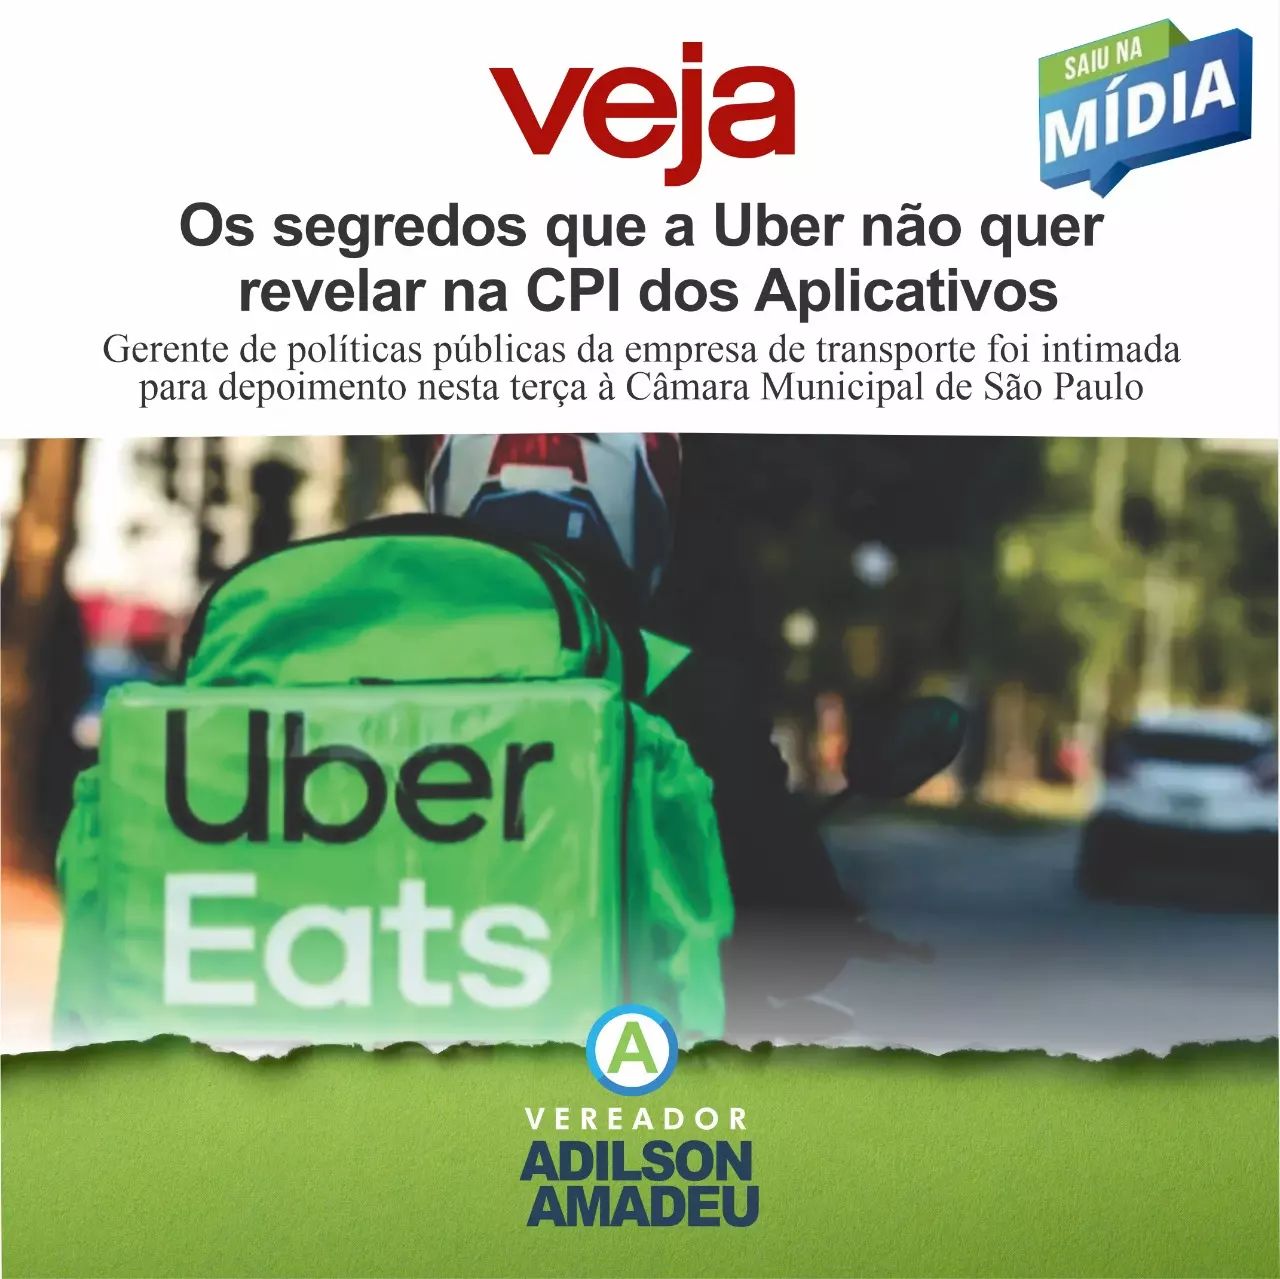 veja
SAIU NA
MÍDIA
Os segredos que a Uber não quer
revelar na CPI dos Aplicativos
Gerente de políticas públicas da empresa de transporte foi intimada
para depoimento nesta terça à Câmara Municipal de São Paulo
Uber
Eats
A
VEREADOR
ADILSON
AMADEU